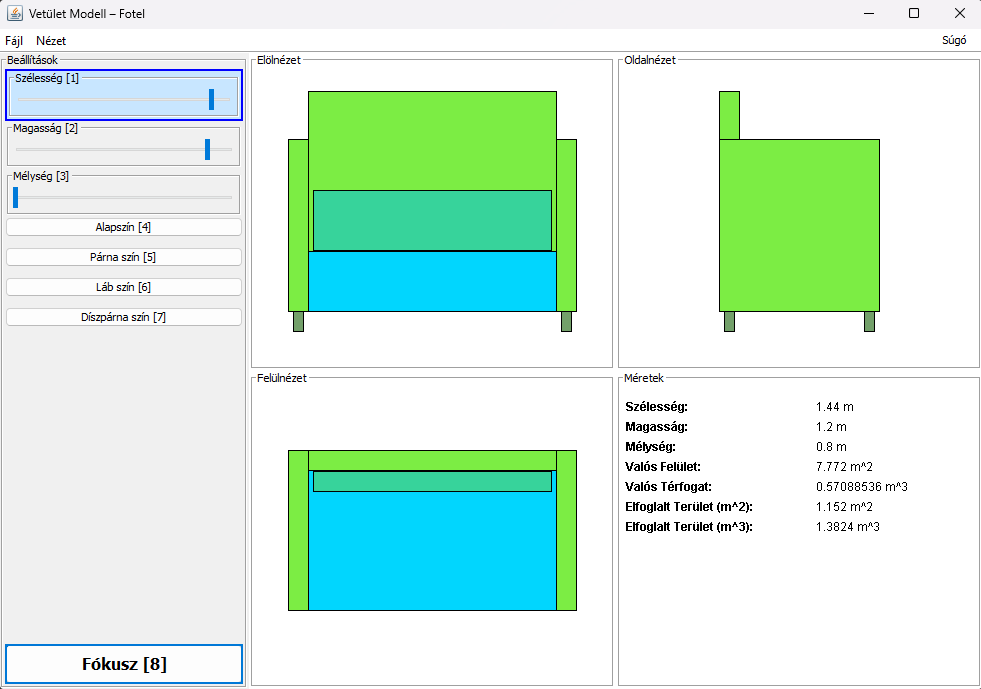 Vetület Modell – Fotel
Fájl Nézet Súgó
Beállítások
Szélesség [1]
Magasság [2]
Mélység [3]
Alapszín [4]
Párna szín [5]
Láb szín [6]
Díszpárna szín [7]
Fókusz [8]
Elölnézet
Oldalnézet
Felülnézet
Méretek
Szélesség: 1.44 m
Magasság: 1.2 m
Mélység: 0.8 m
Valós Felület: 7.772 m^2
Valós Térfogat: 0.57088536 m^3
Elfoglalt Terület (m^2): 1.152 m^2
Elfoglalt Terület (m^3): 1.3824 m^3